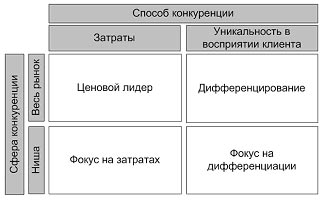 Способ конкуренции
Затраты
Уникальность в
восприятии клиента
Сфера конкуренции
Весь рынок
Ценовой лидер
Дифференцирование
Ниша
Фокус на затратах
Фокус на
дифференциации